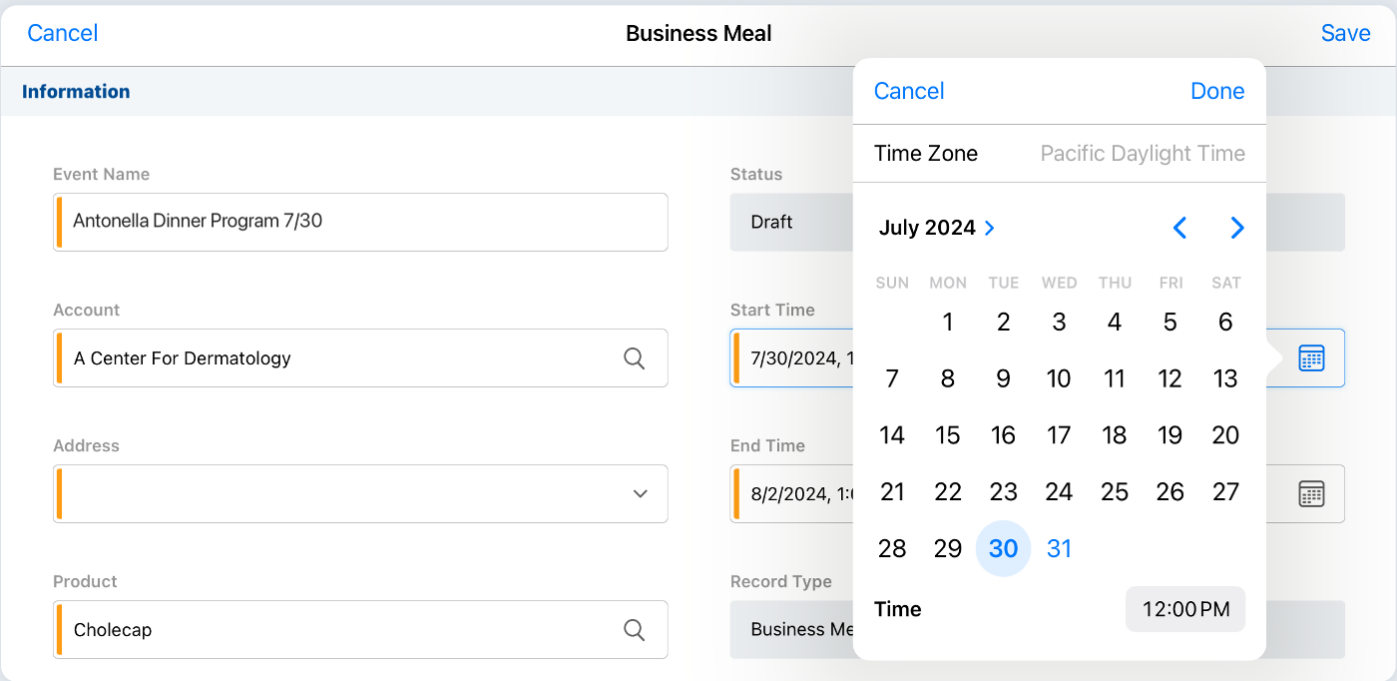 Cancel Business Meal Save
Information
Cancel Done
Time Zone Pacific Daylight Time
Event Name
Antonella Dinner Program 7/30
Status
Draft
July 2024
SUN MON TUE WED THU FRI SAT
1 2 3 4 5 6
7 8 9 10 11 12 13
14 15 16 17 18 19 20
21 22 23 24 25 26 27
28 29 30 31
Time 12:00 PM
Account
A Center For Dermatology
Start Time
7/30/2024, 1
Address
End Time
8/2/2024, 1:
Product
Cholecap
Record Type
Business Me